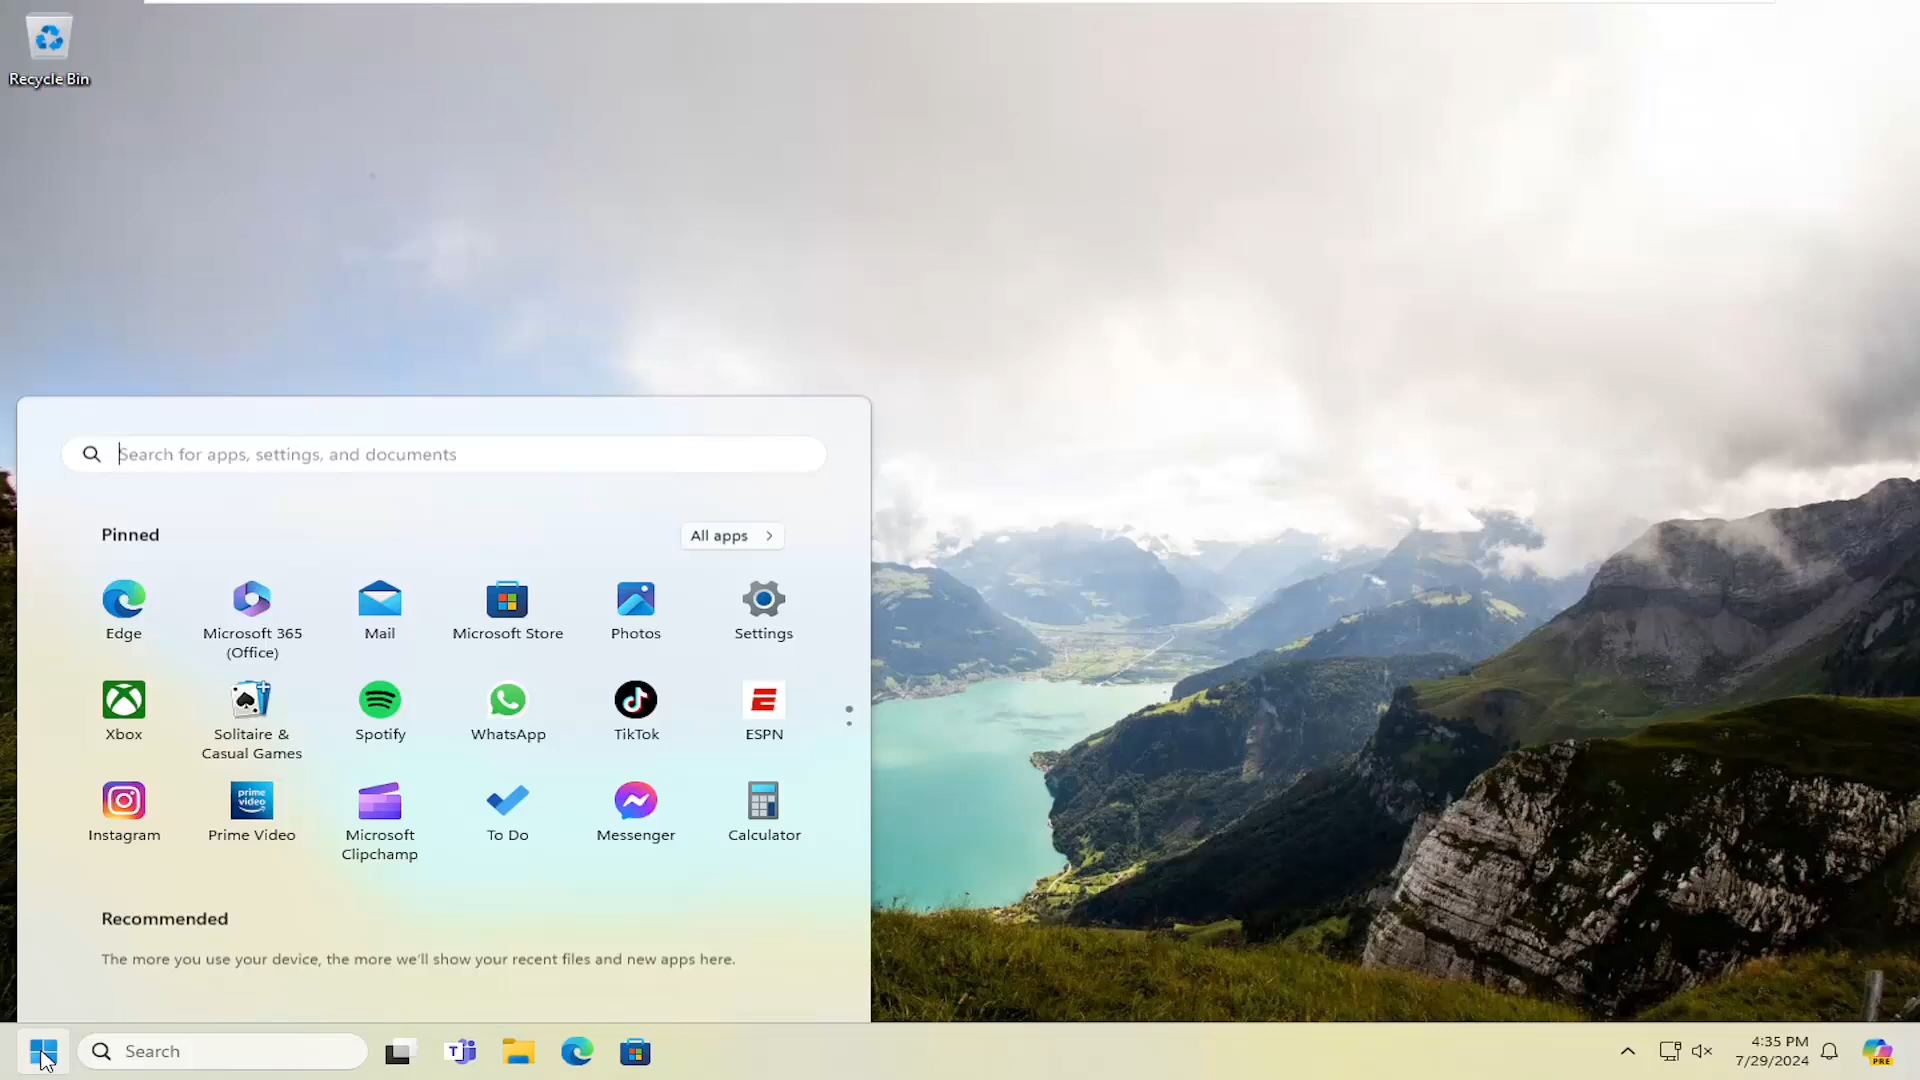 Recycle Bin
Search for apps, settings, and documents
Pinned
All apps
Edge
Microsoft 365
(Office)
Mail
Microsoft Store
Photos
Settings
Xbox
Solitaire &
Casual Games
Spotify
WhatsApp
TikTok
ESPN
prime
video
Instagram
Prime Video
Microsoft
Clipchamp
To Do
Messenger
Calculator
Recommended
The more you use your device, the more we'll show your recent files and new apps here.
Search
T
4:35 PM
7/29/2024
PRE